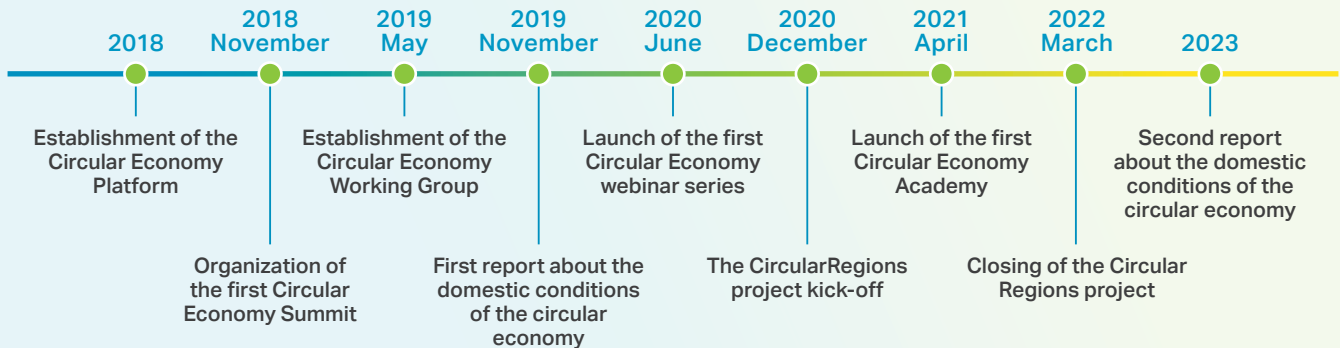 2018
Establishment of the
Circular Economy
Platform
2018
November
Organization of
the first Circular
Economy Summit
2019
May
Establishment of the
Circular Economy
Working Group
2019
November
First report about the
domestic conditions
of the circular
economy
2020
June
Launch of the first
Circular Economy
webinar series
2020
December
The CircularRegions
project kick-off
2021
April
Launch of the first
Circular Economy
Academy
2022
March
Closing of the Circular
Regions project
2023
Second report
about the domestic
conditions of the
circular economy